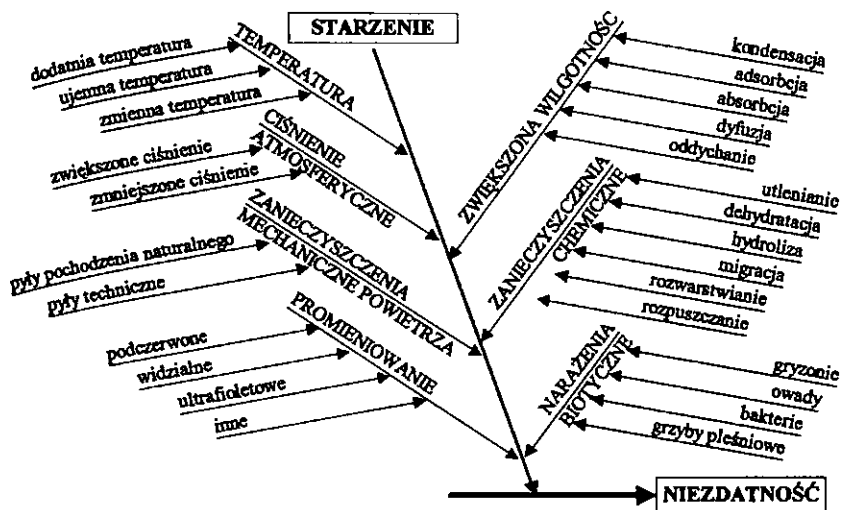 STARZENIE
TEMPERATURA
dodatnia temperatura
ujemna temperatura
zmienna temperatura
CIŚNIENIE
ATMOSFERYCZNE
zwiększone ciśnienie
zmniejszone ciśnienie
ZANIECZYSZCZENIA
MECHANICZNE POWIETRZA
pyły pochodzenia naturalnego
pyły techniczne
PROMIENIOWANIE
podczerwone
widzialne
ultrafioletowe
inne
ZWIĘKSZONA WILGOTNOŚĆ
kondensacja
adsorbcja
absorbcja
dyfuzja
oddychanie
ZANIECZYSZCZENIA
CHEMICZNE
utlenianie
dehydratacja
hydroliza
migracja
rozwarstwianie
rozpuszczanie
NARAŻENIA
BIOTYCZNE
gryzonie
owady
bakterie
grzyby pleśniowe
NIEZDATNOŚĆ